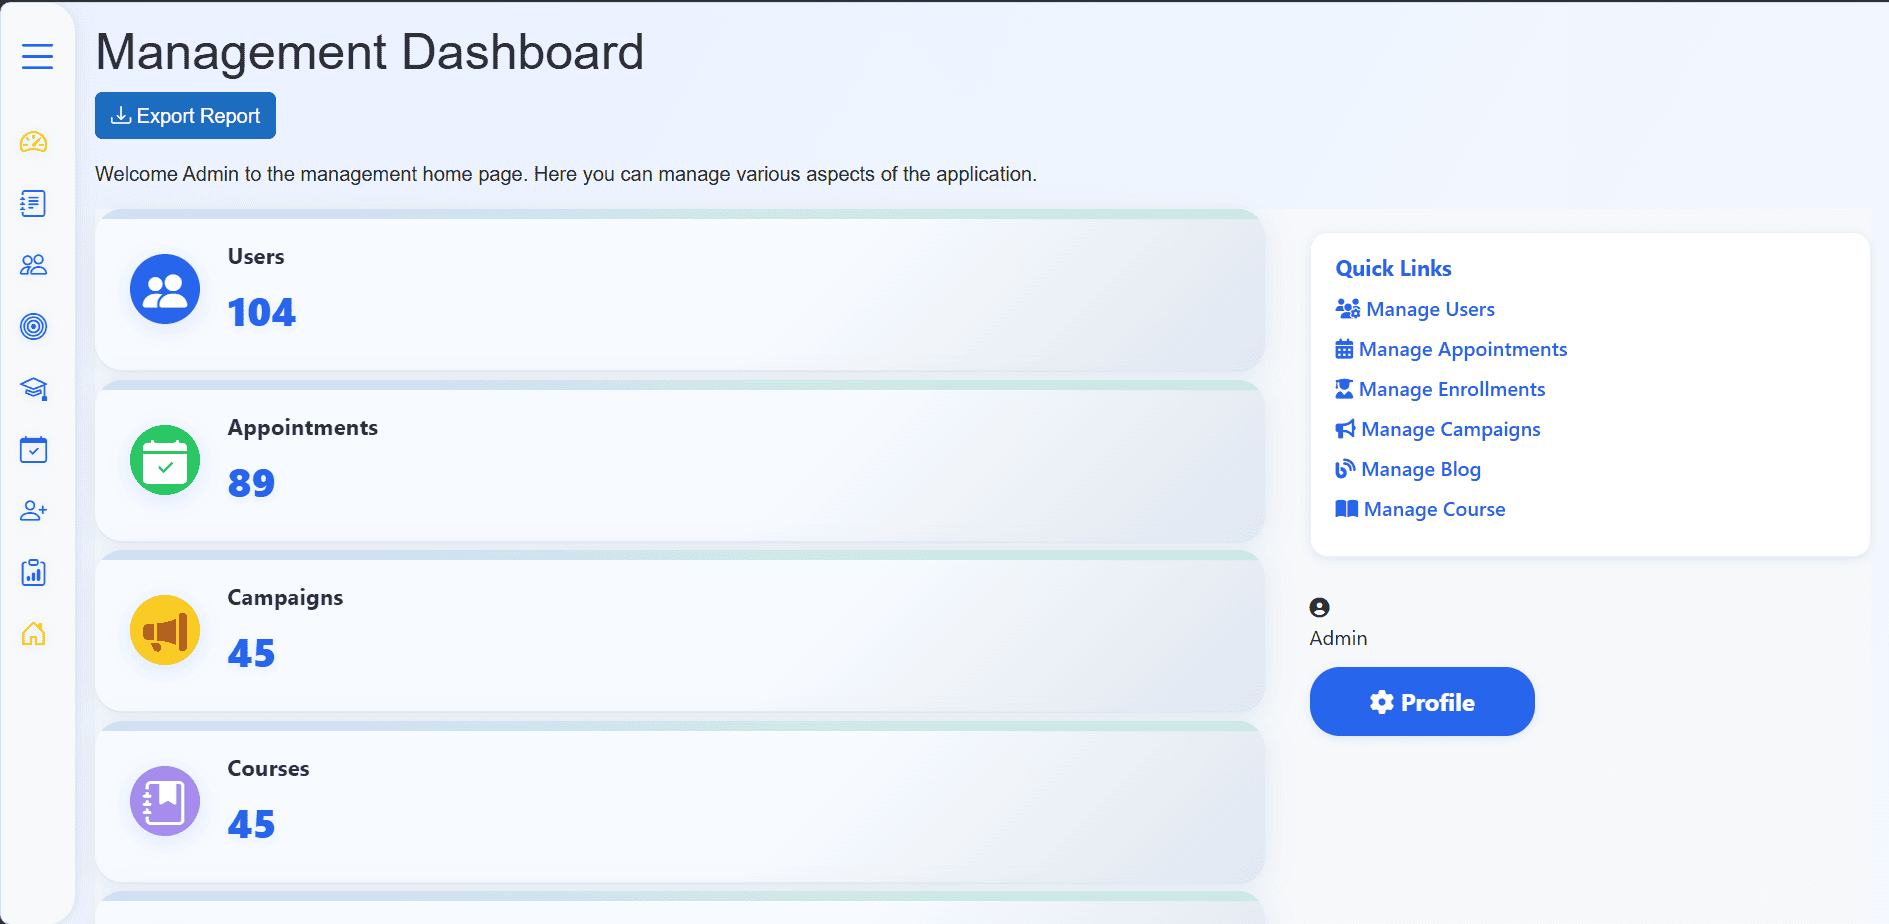 Management Dashboard
Export Report
Welcome Admin to the management home page. Here you can manage various aspects of the application.
Users
104
Appointments
89
Campaigns
45
Courses
45
Quick Links
Manage Users
Manage Appointments
Manage Enrollments
Manage Campaigns
Manage Blog
Manage Course
Admin
Profile